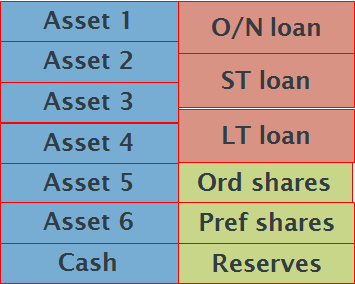 Asset 1
Asset 2
Asset 3
Asset 4
Asset 5
Asset 6
Cash
O/N loan
ST loan
LT loan
Ord shares
Pref shares
Reserves